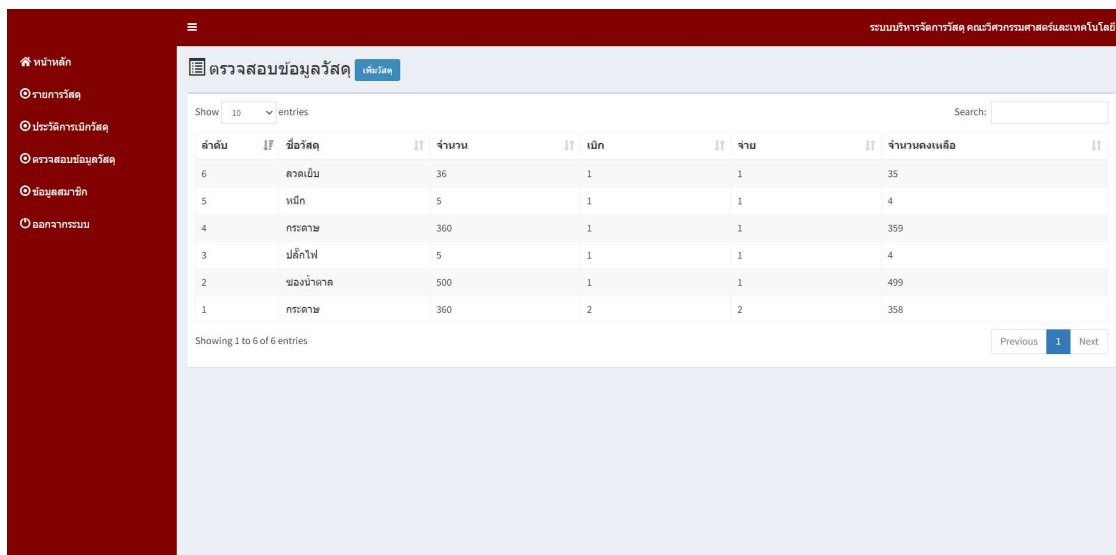 ระบบบริหารจัดการวัสดุ คณะวิศวกรรมศาสตร์และเทคโนโลยี
หน้าหลัก
รายการวัสดุ
ประวัติการเบิกวัสดุ
ตรวจสอบข้อมูลวัสดุ
ข้อมูลสมาชิก
ออกจากระบบ
ตรวจสอบข้อมูลวัสดุ เพิ่มวัสดุ
Show 10 entries Search:
ลำดับ ชื่อวัสดุ จำนวน เบิก จ่าย จำนวนคงเหลือ
6 ลวดเย็บ 36 1 1 35
5 หมึก 5 1 1 4
4 กระดาษ 360 1 1 359
3 ปลั๊กไฟ 5 1 1 4
2 ซองน้ำตาล 500 1 1 499
1 กระดาษ 360 2 2 358
Showing 1 to 6 of 6 entries Previous 1 Next